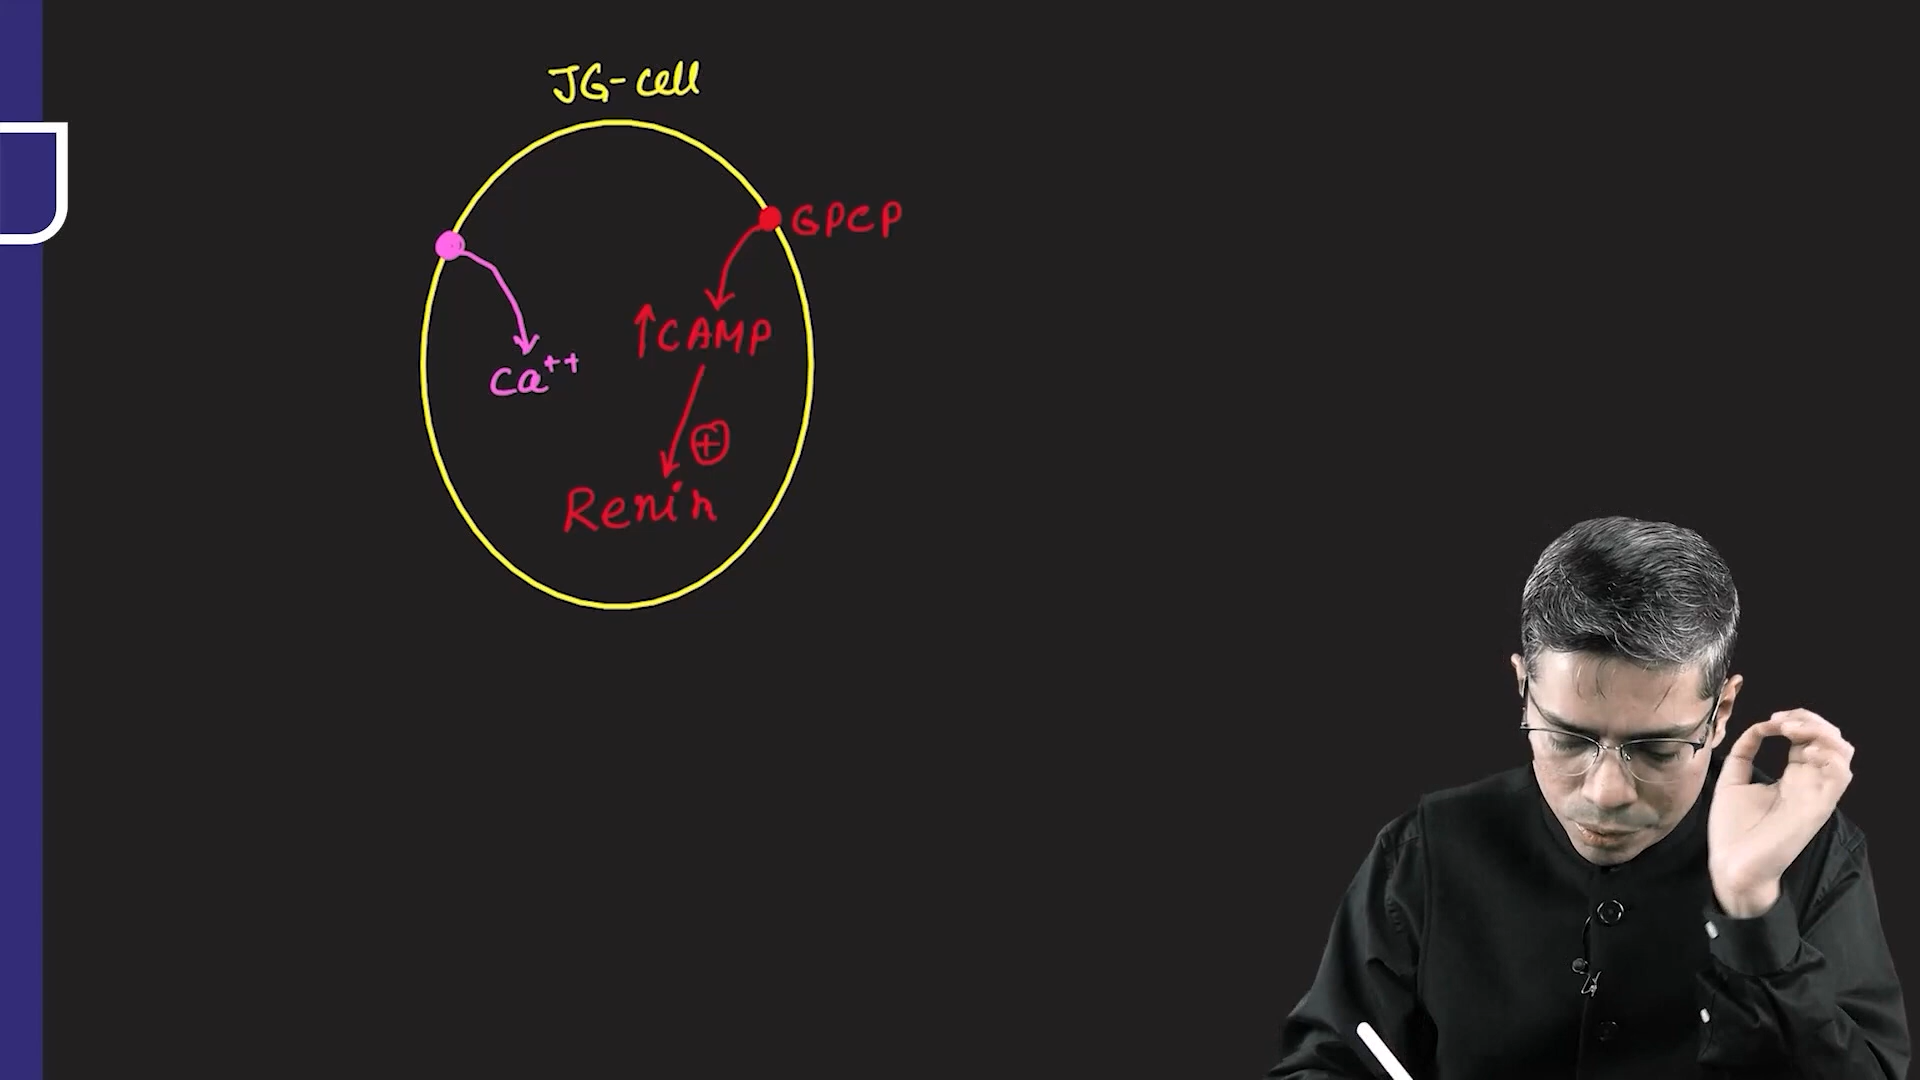 JG-cell
GPCP
↑CAMP
Ca++
+
Renin